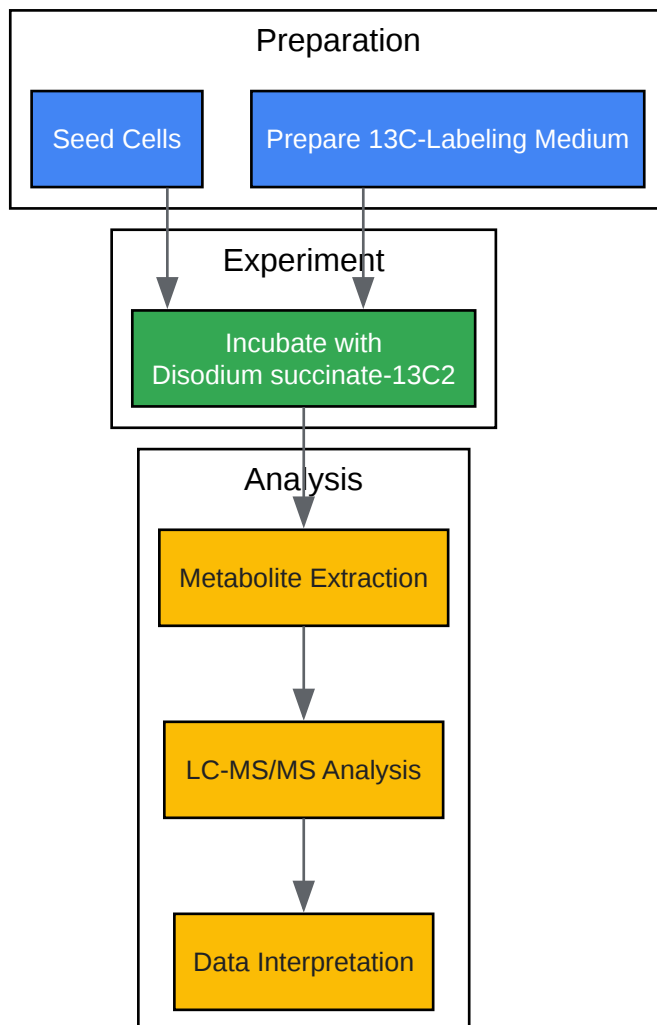 Preparation
Seed Cells
Prepare 13C-Labeling Medium
Experiment
Incubate with
Disodium succinate-13C2
Analysis
Metabolite Extraction
LC-MS/MS Analysis
Data Interpretation